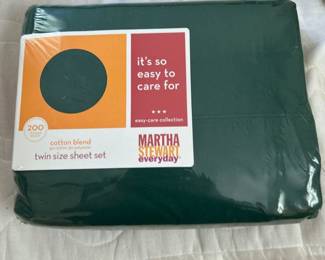 it's so
easy to
care for
easy-care collection
200
cotton blend
twin size sheet set
MARTHA
STEWART
everyday